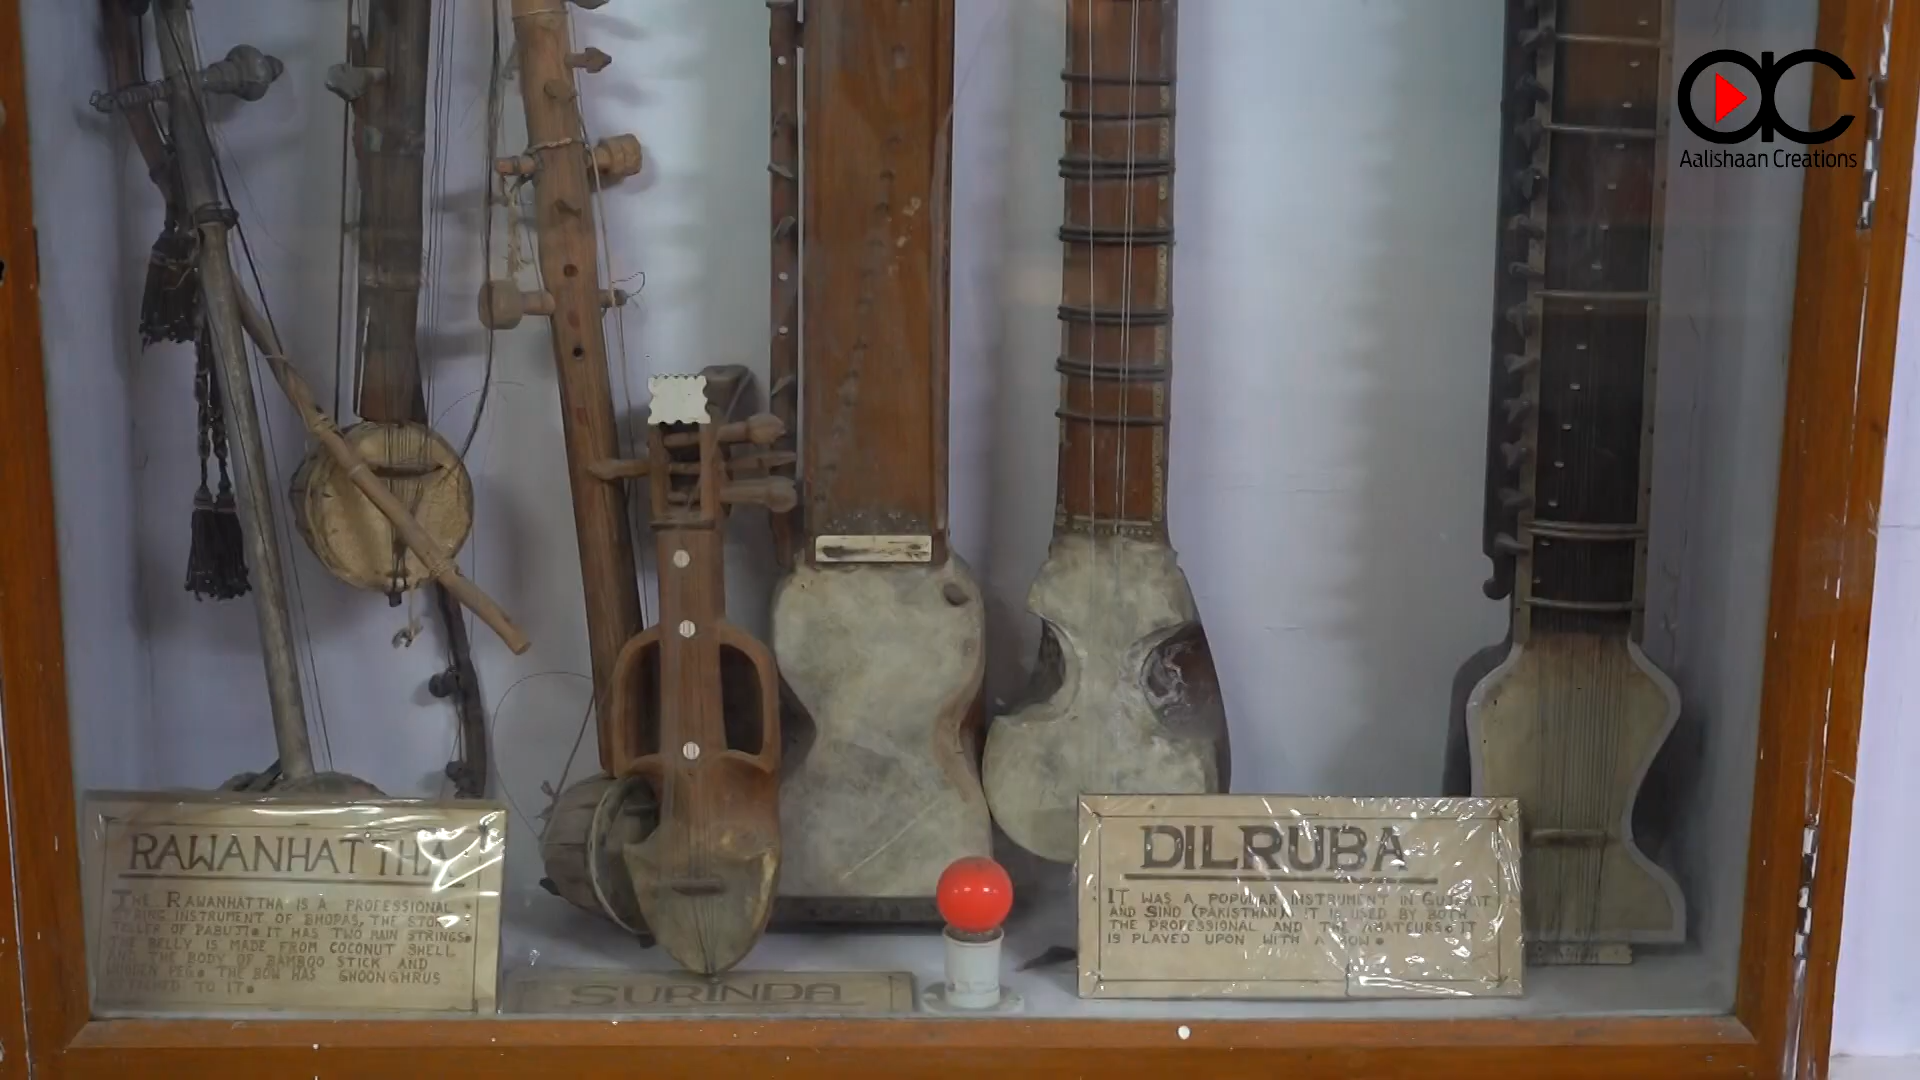 Aalishaan Creations
RAWANHATTHA
THE RAWANHATTHA IS A PROFESSIONAL
STRING INSTRUMENT OF BHOPAS, THE STORY
TELLER OF PABUJI. IT HAS TWO MAIN STRINGS.
THE BELLY IS MADE FROM COCONUT SHELL
AND THE BODY OF BAMBOO STICK AND
WOODEN PEG. THE BOW HAS GHOONGHRUS
TO IT.
SURINDA
DILRUBA
IT WAS A POPULAR INSTRUMENT IN GUJRAT
AND SIND (PAKISTHAN). IT IS USED BY BOTH
THE PROFESSIONAL AND THE AMATCURS. IT
IS PLAYED UPON WITH A BOW.